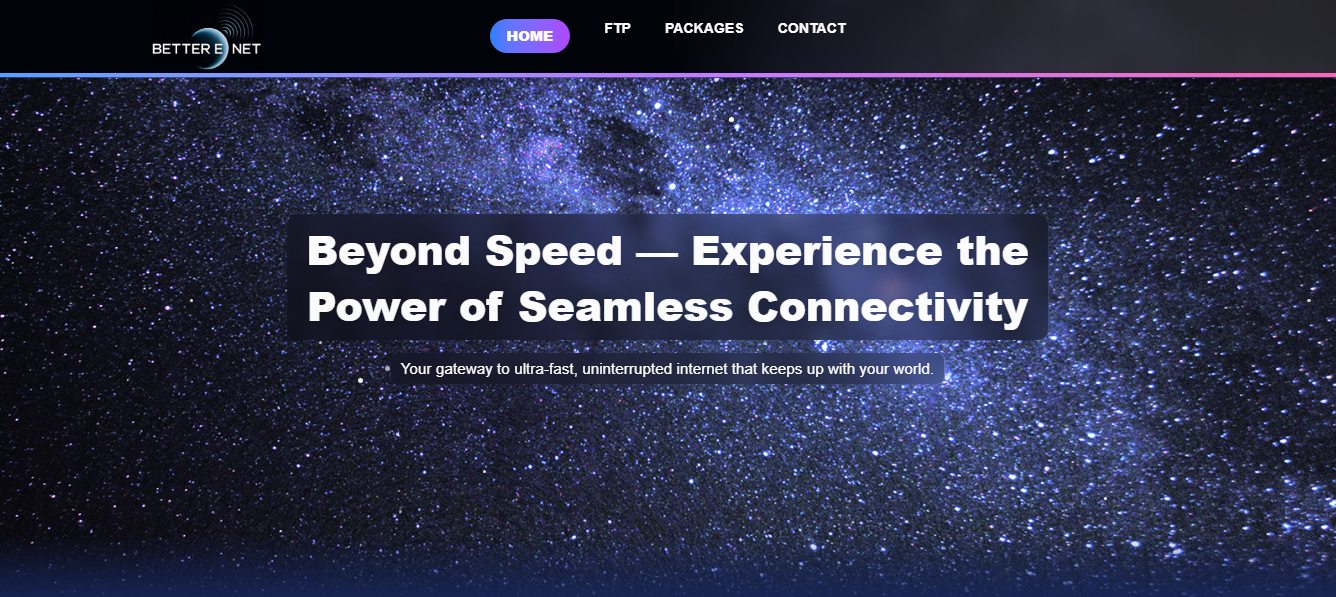 BETTER E NET
HOME
FTP
PACKAGES
CONTACT
Beyond Speed — Experience the
Power of Seamless Connectivity
Your gateway to ultra-fast, uninterrupted internet that keeps up with your world.